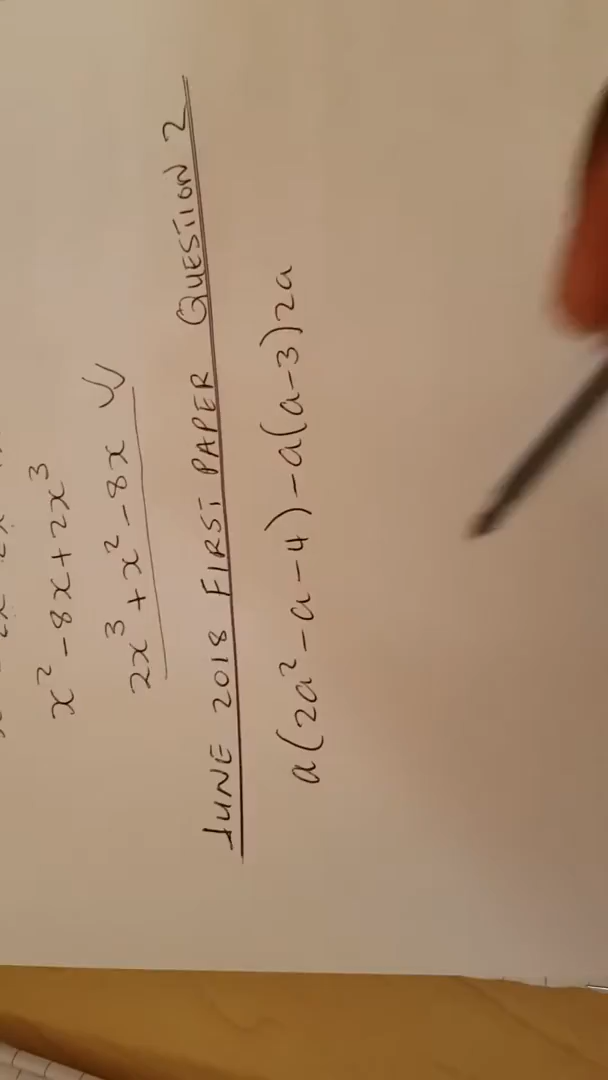 x² - 8x + 2x³
2x³ + x² - 8x
JUNE 2018 FIRST PAPER QUESTION 2
a(2a² - a - 4) - a(a - 3)2a